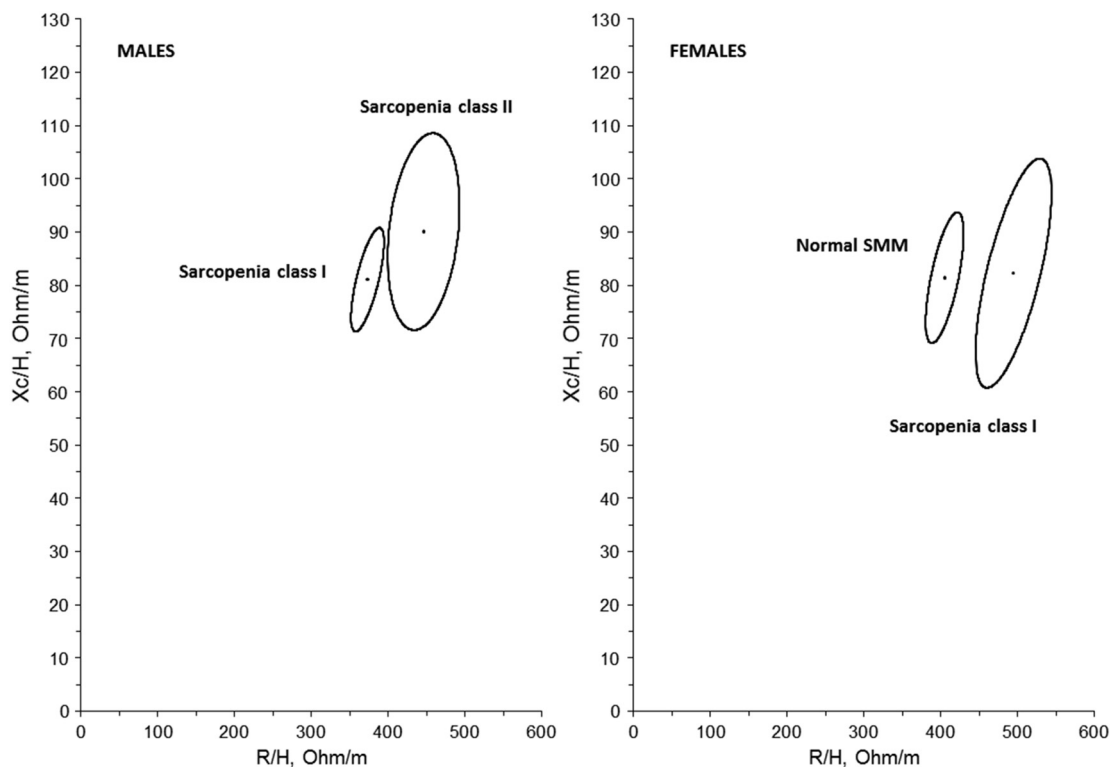 MALES
Sarcopenia class II
Sarcopenia class I
Xc/H, Ohm/m
130
120
110
100
90
80
70
60
50
40
30
20
10
0
0 100 200 300 400 500 600
R/H, Ohm/m
FEMALES
Normal SMM
Sarcopenia class I
Xc/H, Ohm/m
130
120
110
100
90
80
70
60
50
40
30
20
10
0
0 100 200 300 400 500 600
R/H, Ohm/m